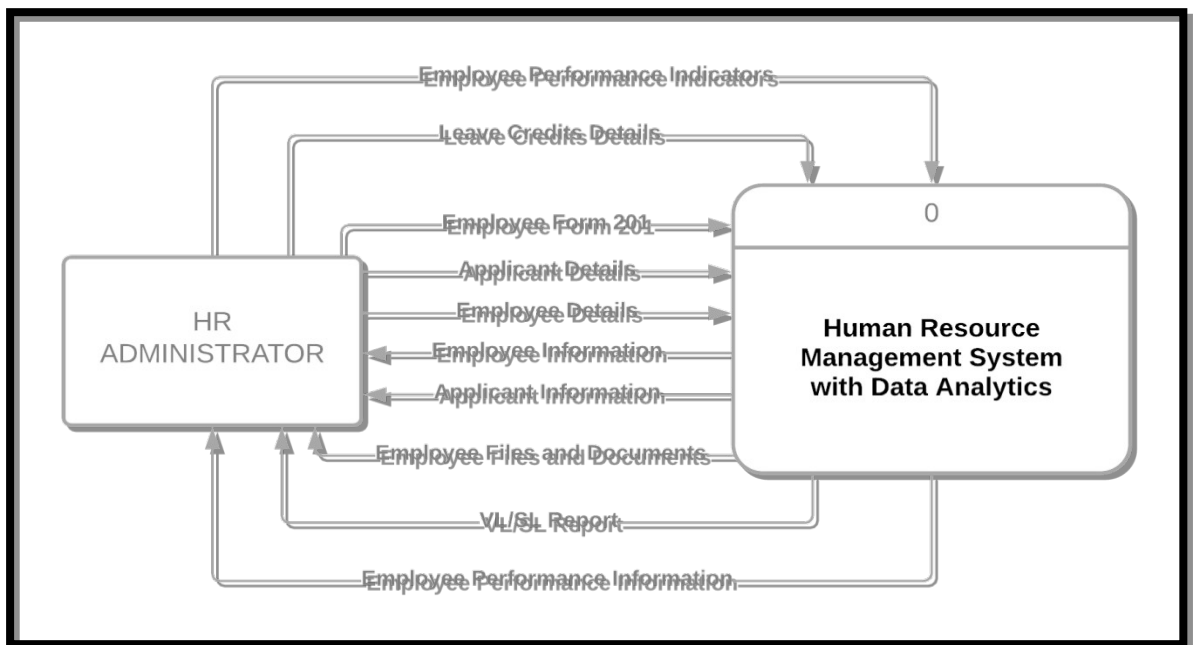 Employee Performance Indicators
Leave Credits Details
0
Employee Form 201
Applicant Details
HR
ADMINISTRATOR
Employee Details
Human Resource
Management System
with Data Analytics
Employee Information
Applicant Information
Employee Files and Documents
VL/SL Report
Employee Performance Information